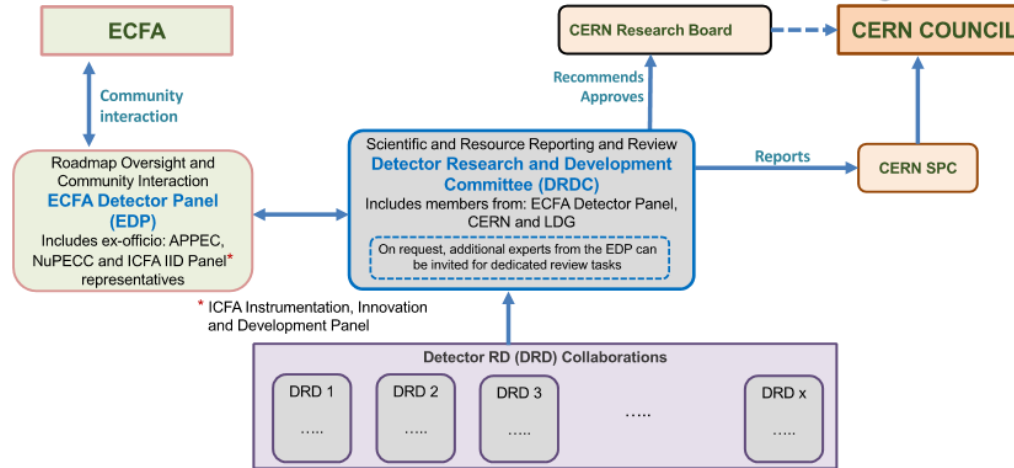 ECFA
CERN Research Board
CERN COUNCIL
Community
interaction
Recommends
Approves
Roadmap Oversight and
Community Interaction
ECFA Detector Panel
(EDP)
Includes ex-officio: APPEC,
NuPECC and ICFA IID Panel*
representatives
Scientific and Resource Reporting and Review
Detector Research and Development
Committee (DRDC)
Includes members from: ECFA Detector Panel,
CERN and LDG
On request, additional experts from the EDP can
be invited for dedicated review tasks
Reports
CERN SPC
* ICFA Instrumentation, Innovation
and Development Panel
Detector RD (DRD) Collaborations
DRD 1
.....
DRD 2
.....
DRD 3
.....
.....
DRD x
.....